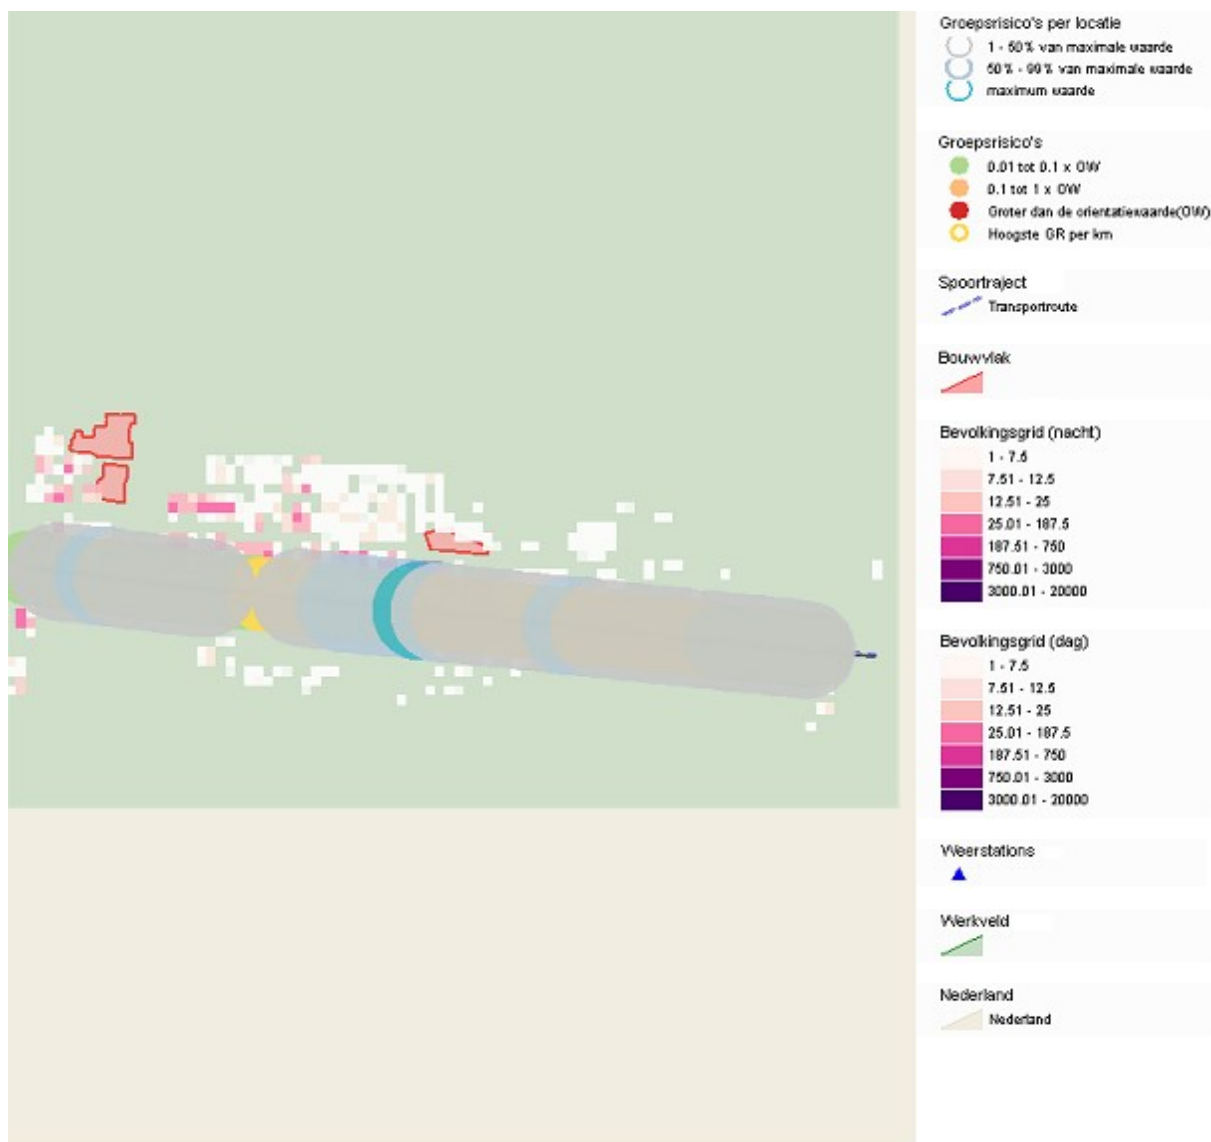 Groepsrisico's per locatie
1 - 50% van maximale waarde
50% - 99% van maximale waarde
maximum waarde
Groepsrisico's
0.01 tot 0.1 x OW
0.1 tot 1 x OW
Groter dan de orientatiewaarde(OW)
Hoogste GR per km
Spoortraject
Transportroute
Bouwvlak
Bevolkingsgrid (nacht)
1 - 7.5
7.51 - 12.5
12.51 - 25
25.01 - 187.5
187.51 - 750
750.01 - 3000
3000.01 - 20000
Bevolkingsgrid (dag)
1 - 7.5
7.51 - 12.5
12.51 - 25
25.01 - 187.5
187.51 - 750
750.01 - 3000
3000.01 - 20000
Weerstations
Werkveld
Nederland
Nederland